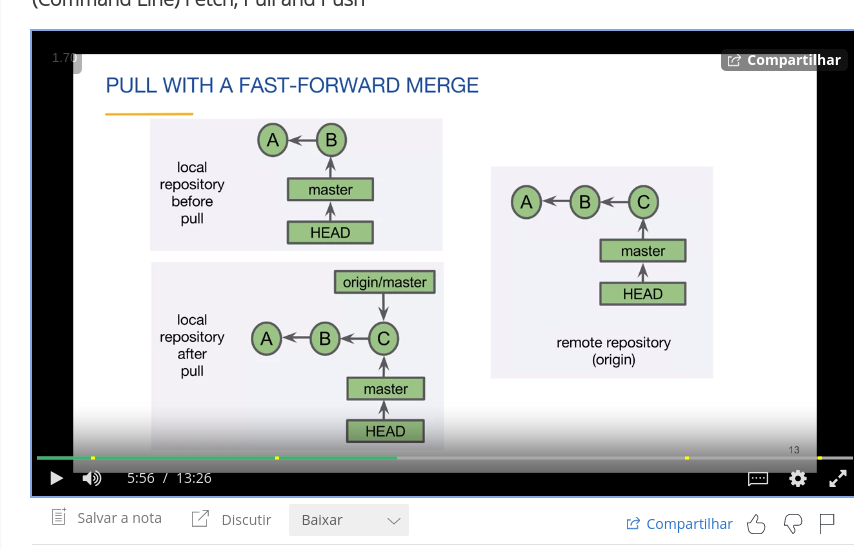 (Command Line) Fetch, Pull and Push
1.70
Compartilhar
PULL WITH A FAST-FORWARD MERGE
A
B
local
repository
before
pull
master
HEAD
A
B
C
master
HEAD
remote repository
(origin)
origin/master
local
repository
after
pull
A
B
C
master
HEAD
13
5:56 / 13:26
Salvar a nota
Discutir
Baixar
Compartilhar